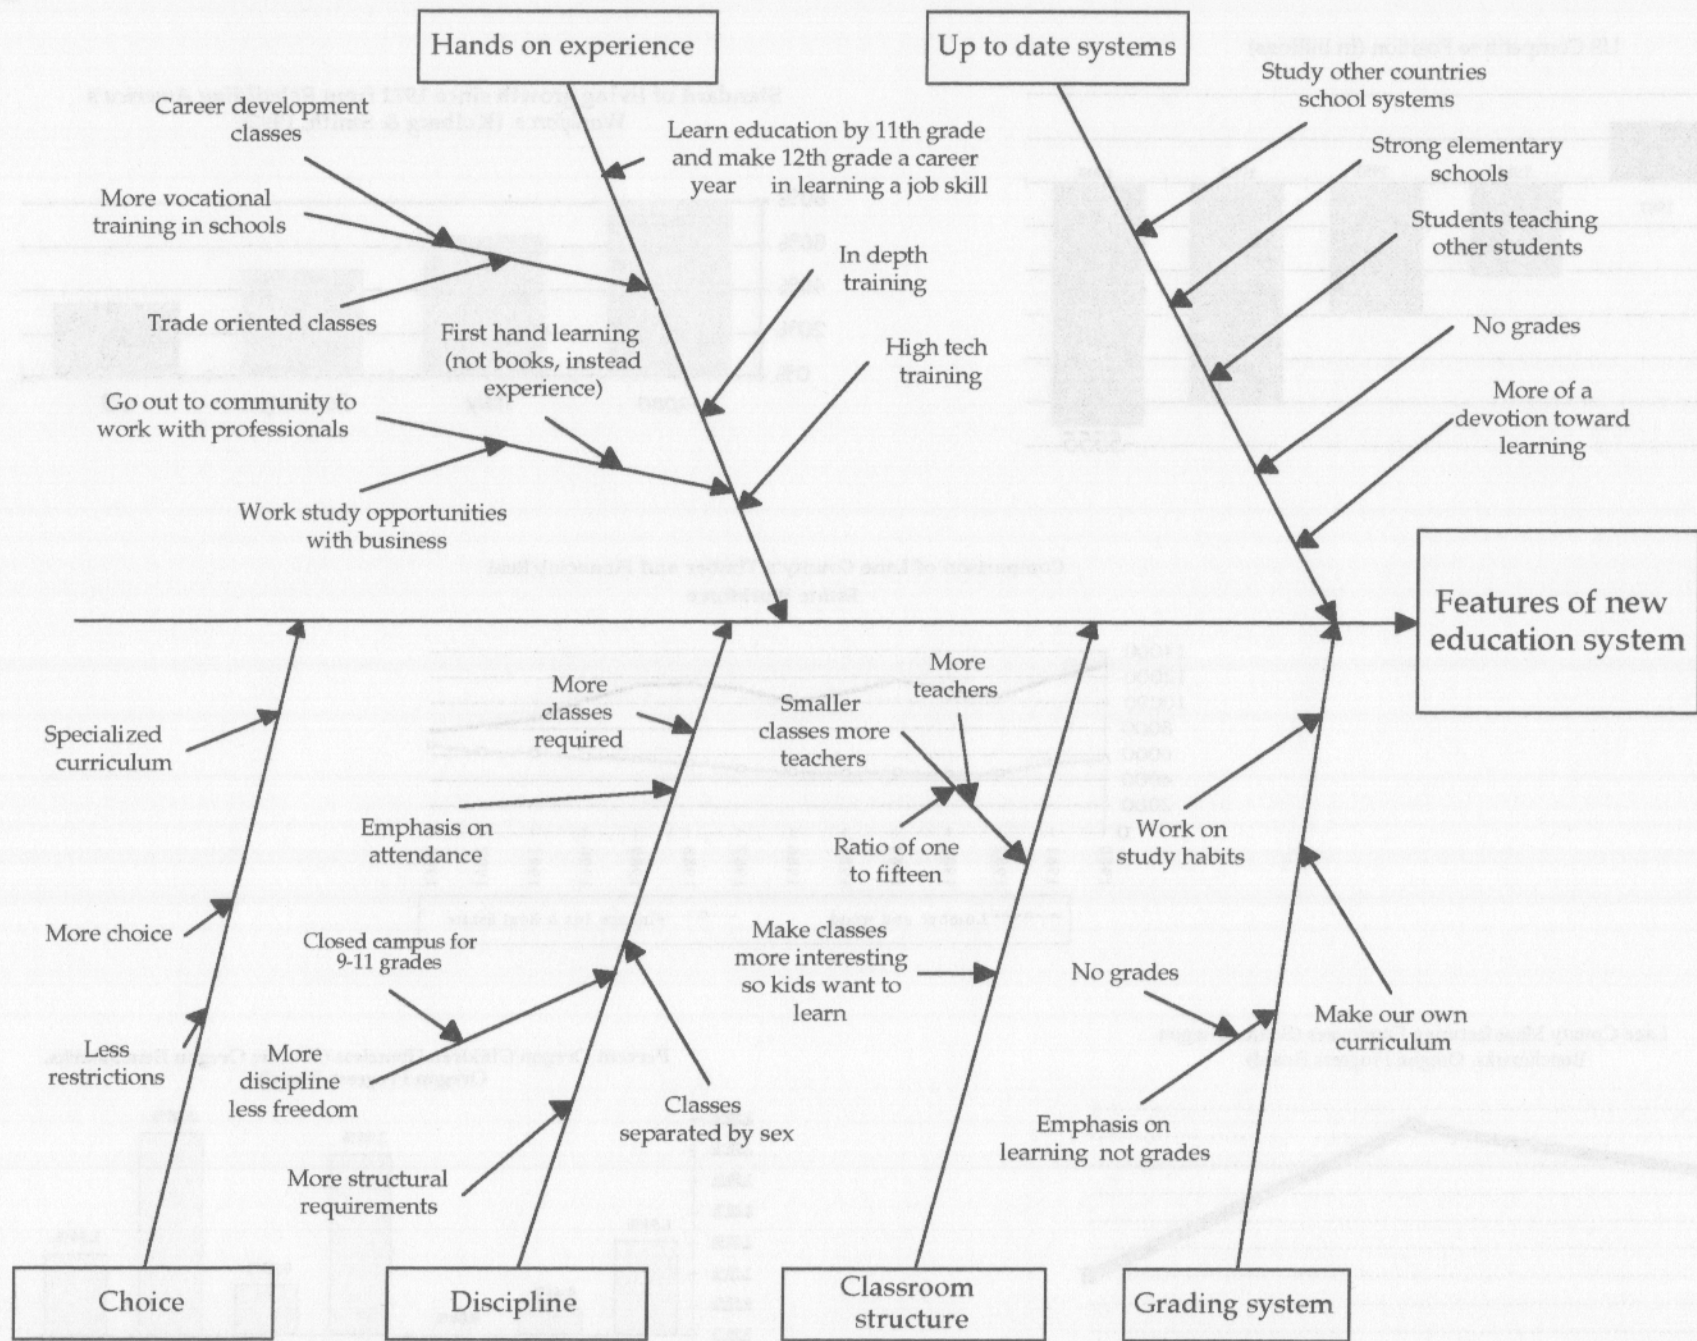 Hands on experience
Up to date systems
Career development
classes
More vocational
training in schools
Trade oriented classes
First hand learning
(not books, instead
experience)
Go out to community to
work with professionals
Work study opportunities
with business
Learn education by 11th grade
and make 12th grade a career
year in learning a job skill
In depth
training
High tech
training
Study other countries
school systems
Strong elementary
schools
Students teaching
other students
No grades
More of a
devotion toward
learning
Features of new
education system
Specialized
curriculum
More choice
Less
restrictions
Choice
More
classes
required
Emphasis on
attendance
Closed campus for
9-11 grades
More
discipline
less freedom
More structural
requirements
Classes
separated by sex
Discipline
More
teachers
Smaller
classes more
teachers
Ratio of one
to fifteen
Make classes
more interesting
so kids want to
learn
Classroom
structure
Work on
study habits
No grades
Make our own
curriculum
Emphasis on
learning not grades
Grading system